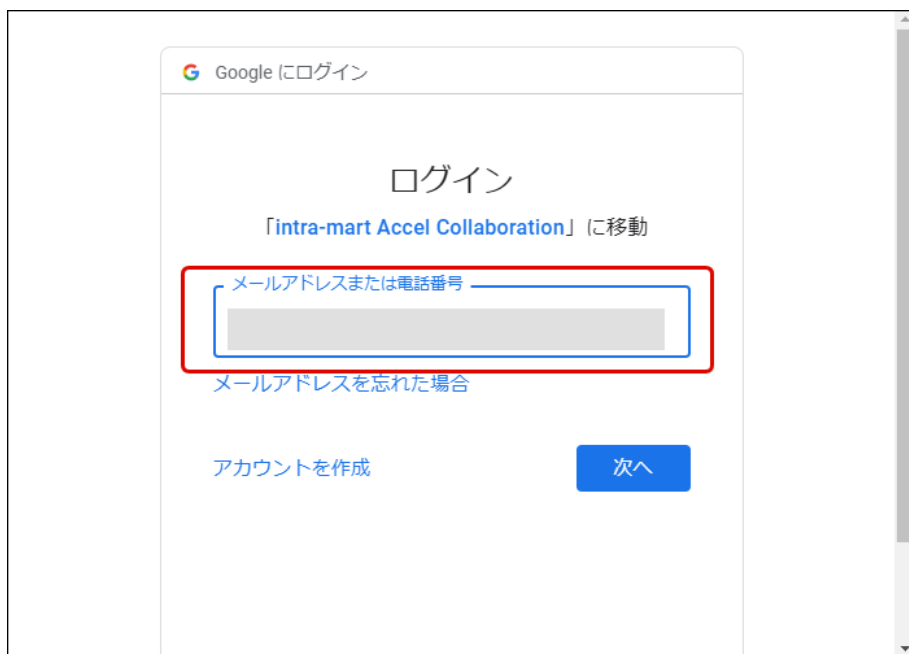 Google にログイン
ログイン
「intra-mart Accel Collaboration」に移動
メールアドレスまたは電話番号
メールアドレスを忘れた場合
アカウントを作成
次へ